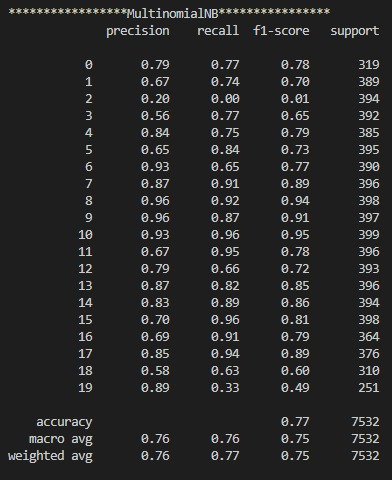 *****************MultinomialNB****************
precision recall f1-score support
0 0.79 0.77 0.78 319
1 0.67 0.74 0.70 389
2 0.20 0.00 0.01 394
3 0.56 0.77 0.65 392
4 0.84 0.75 0.79 385
5 0.65 0.84 0.73 395
6 0.93 0.65 0.77 390
7 0.87 0.91 0.89 396
8 0.96 0.92 0.94 398
9 0.96 0.87 0.91 397
10 0.93 0.96 0.95 399
11 0.67 0.95 0.78 396
12 0.79 0.66 0.72 393
13 0.87 0.82 0.85 396
14 0.83 0.89 0.86 394
15 0.70 0.96 0.81 398
16 0.69 0.91 0.79 364
17 0.85 0.94 0.89 376
18 0.58 0.63 0.60 310
19 0.89 0.33 0.49 251
accuracy 0.77 7532
macro avg 0.76 0.76 0.75 7532
weighted avg 0.76 0.77 0.75 7532